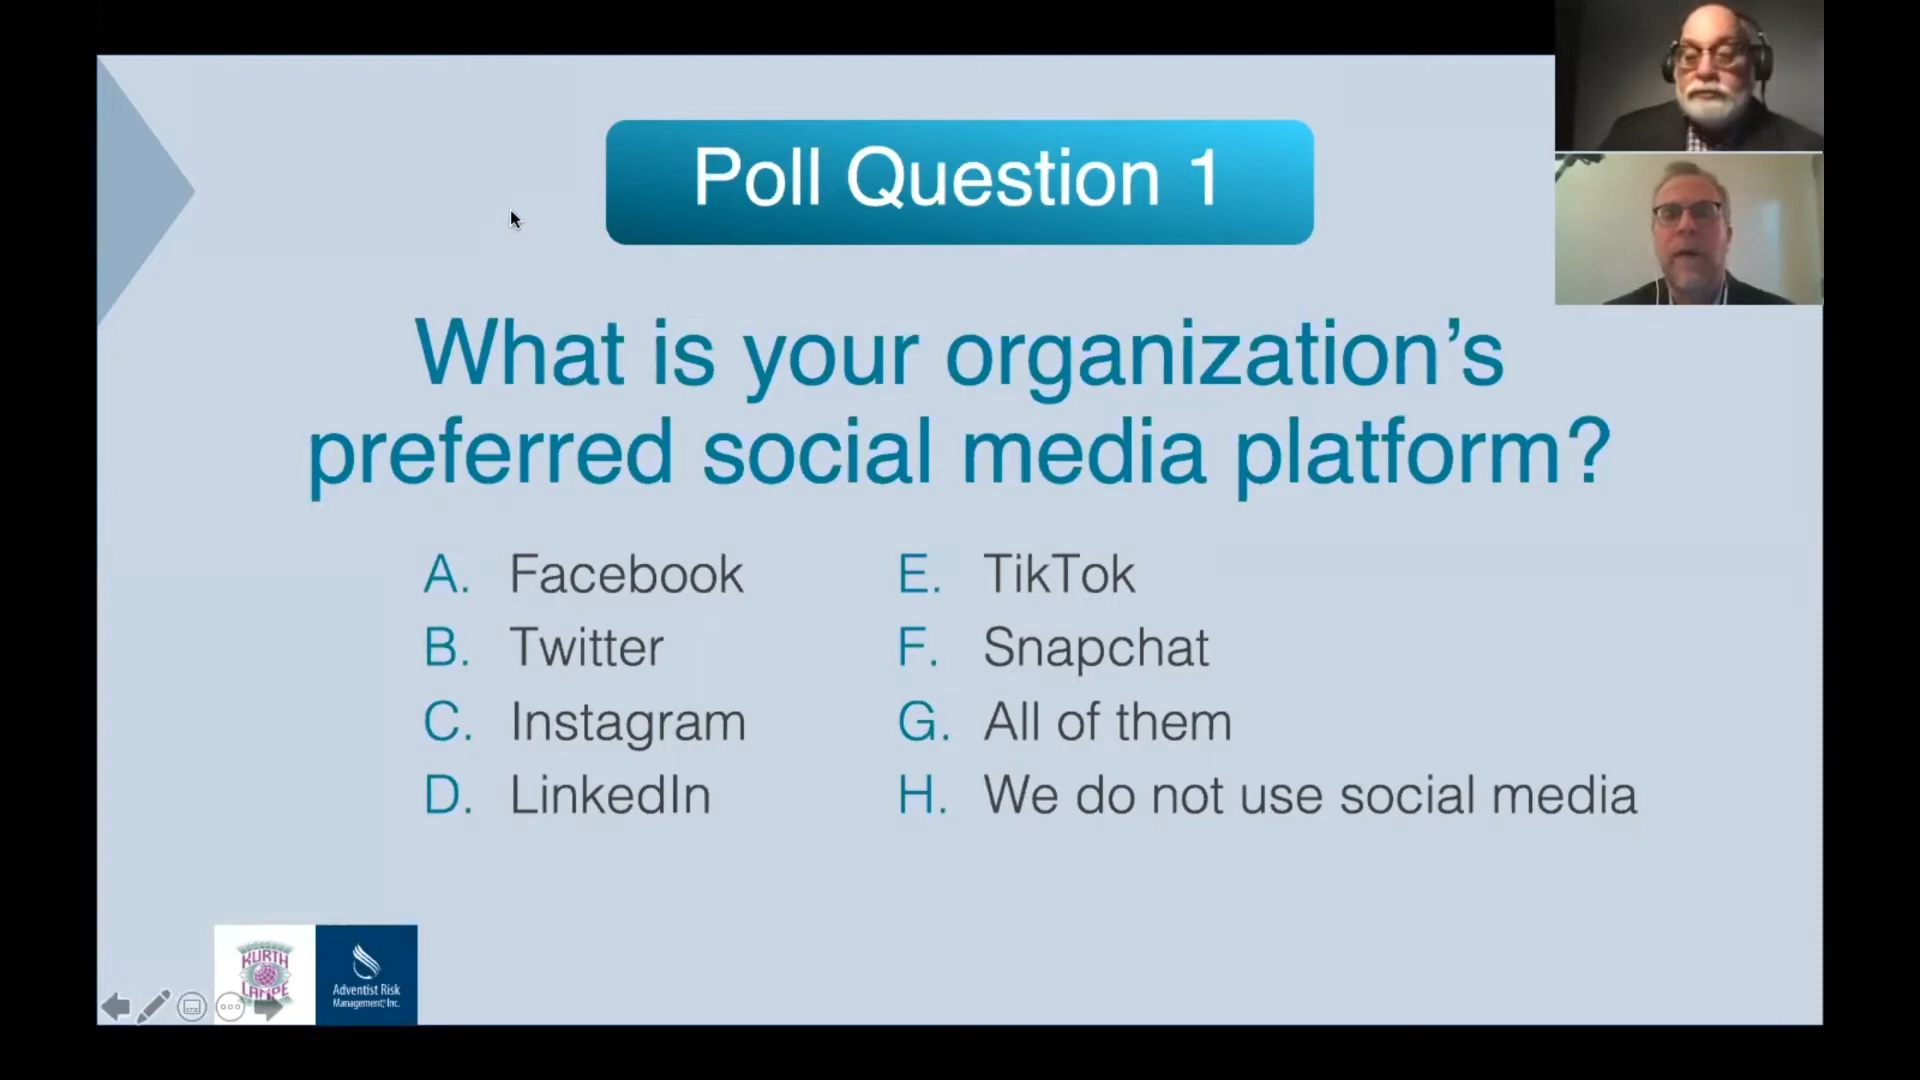 Poll Question 1
What is your organization’s
preferred social media platform?
A. Facebook
B. Twitter
C. Instagram
D. LinkedIn
E. TikTok
F. Snapchat
G. All of them
H. We do not use social media
KURTH
LAMPE
Adventist Risk
Management, Inc.